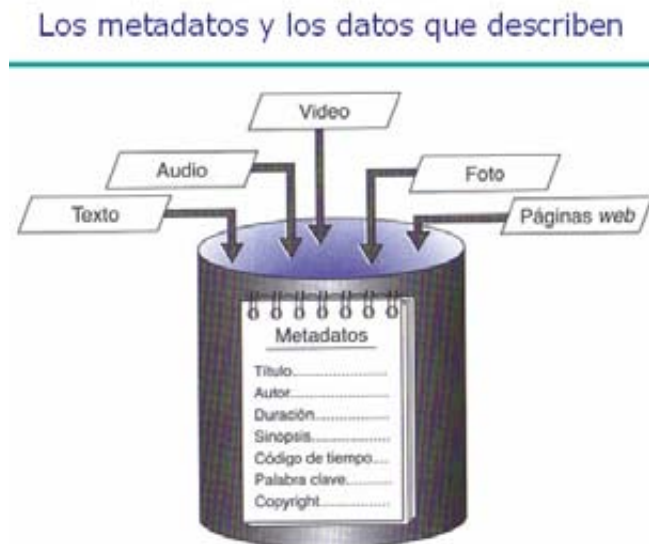 Los metadatos y los datos que describen
Video
Audio
Foto
Texto
Páginas web
Metadatos
Título................
Autor................
Duración................
Sinopsis................
Código de tiempo....
Palabra clave............
Copyright................